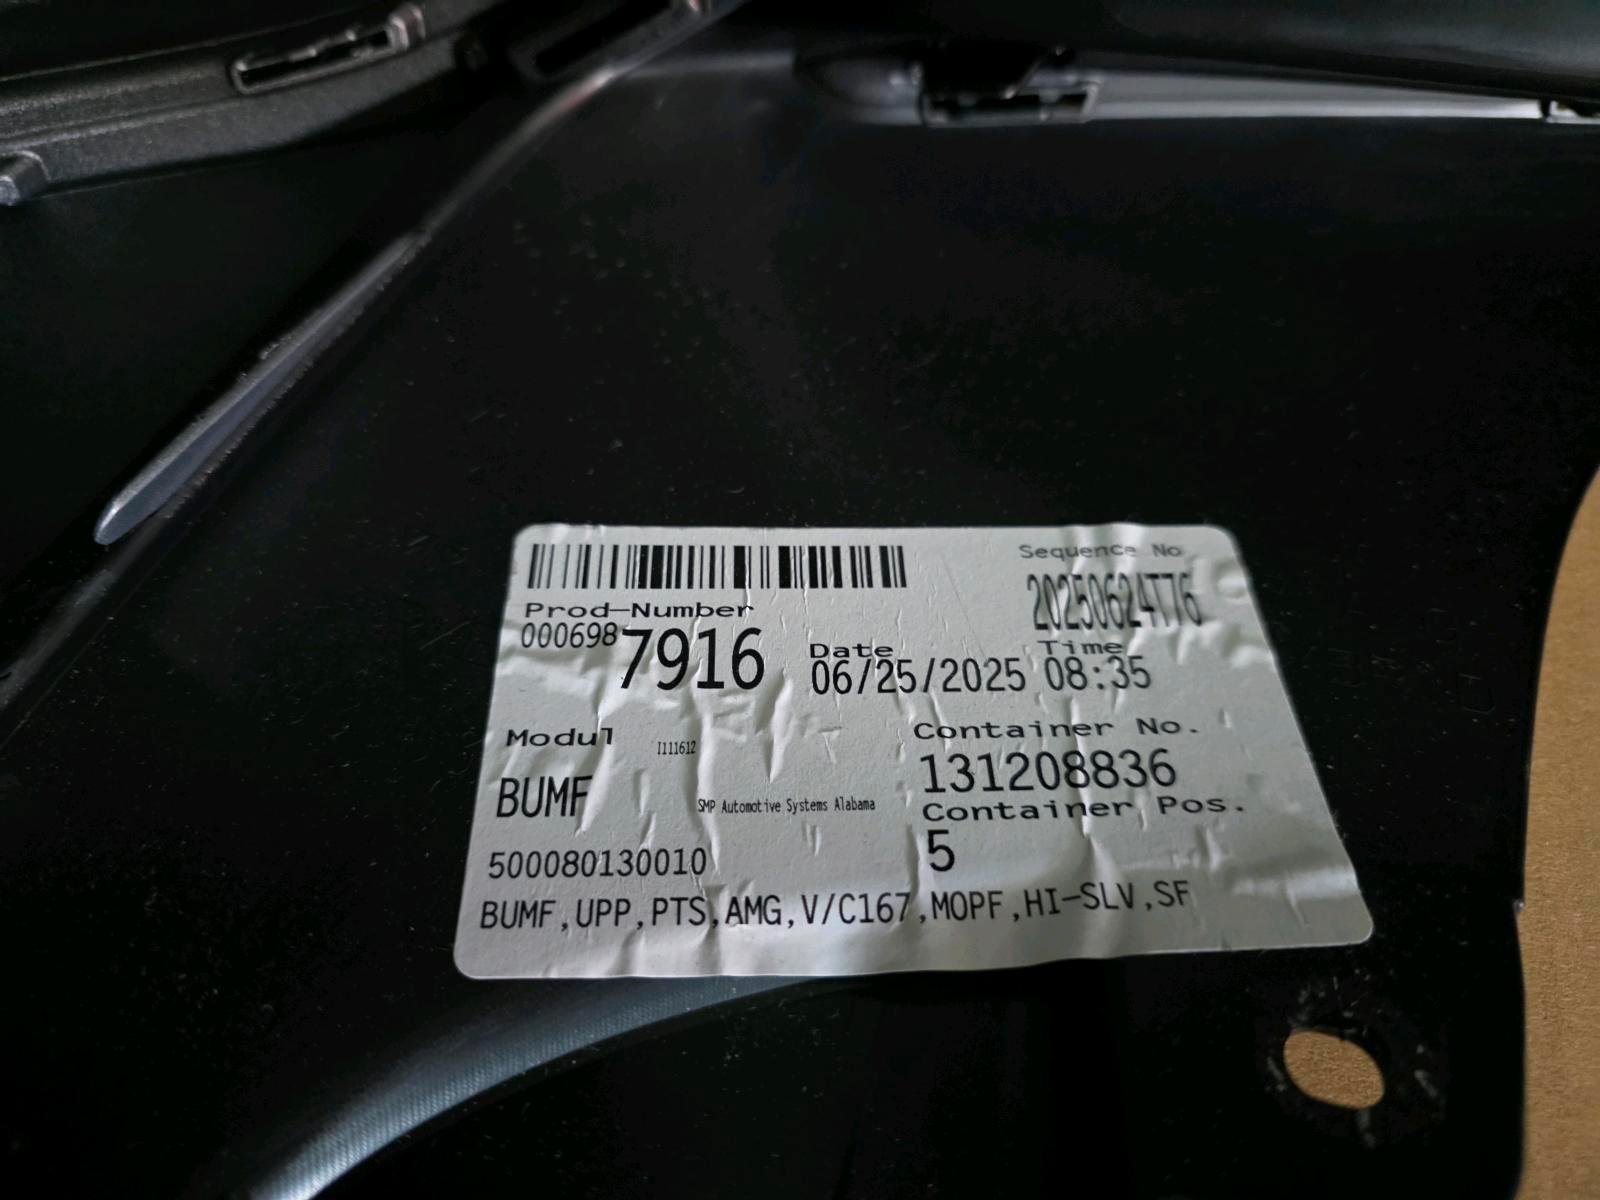 Sequence No
20250624T76
Prod-Number
0006987916
Date
06/25/2025
Time
08:35
Modul
I111612
BUMF
SMP Automotive Systems Alabama
Container No.
131208836
Container Pos.
5
500080130010
BUMF,UPP,PTS,AMG,V/C167,MOPF,HI-SLV,SF